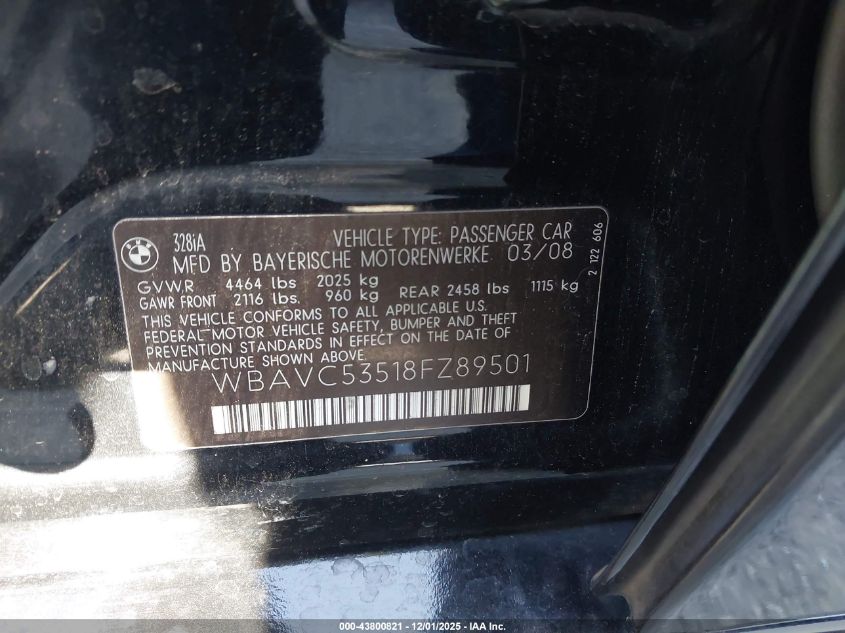 BMW
328iA
VEHICLE TYPE: PASSENGER CAR
MFD BY BAYERISCHE MOTORENWERKE 03/08
GVWR 4464 lbs 2025 kg
GAWR FRONT 2116 lbs. 960 kg REAR 2458 lbs 1115 kg
THIS VEHICLE CONFORMS TO ALL APPLICABLE U.S.
FEDERAL MOTOR VEHICLE SAFETY, BUMPER AND THEFT
PREVENTION STANDARDS IN EFFECT ON THE DATE OF
MANUFACTURE SHOWN ABOVE.
WBAVC53518FZ89501
2 122 606
000-43800821 - 12/01/2025 - IAA Inc.